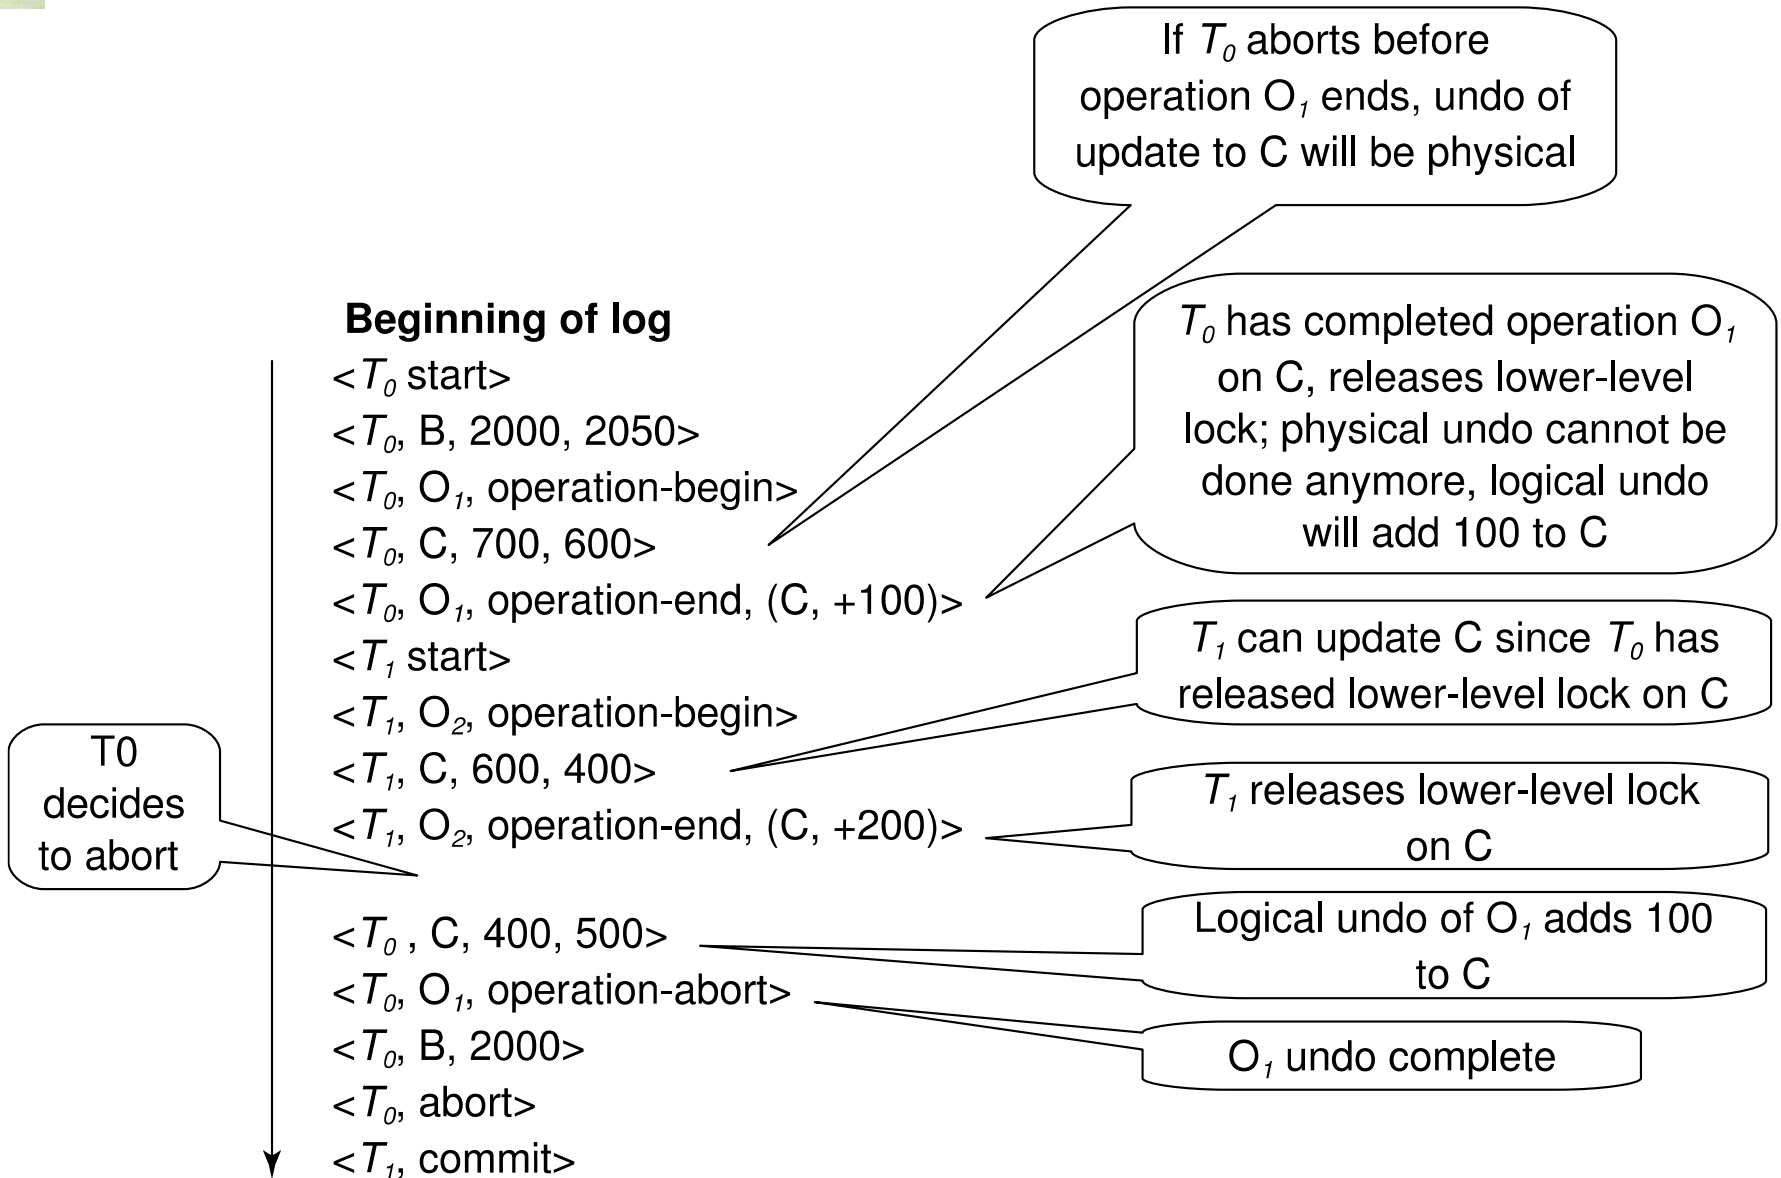 If T0 aborts before
operation O1 ends, undo of
update to C will be physical
Beginning of log
<T0 start>
<T0, B, 2000, 2050>
<T0, O1, operation-begin>
<T0, C, 700, 600>
<T0, O1, operation-end, (C, +100)>
<T1 start>
<T1, O2, operation-begin>
<T1, C, 600, 400>
<T1, O2, operation-end, (C, +200)>
<T0 , C, 400, 500>
<T0, O1, operation-abort>
<T0, B, 2000>
<T0, abort>
<T1, commit>
T0 has completed operation O1
on C, releases lower-level
lock; physical undo cannot be
done anymore, logical undo
will add 100 to C
T1 can update C since T0 has
released lower-level lock on C
T0
decides
to abort
T1 releases lower-level lock
on C
Logical undo of O1 adds 100
to C
O1 undo complete